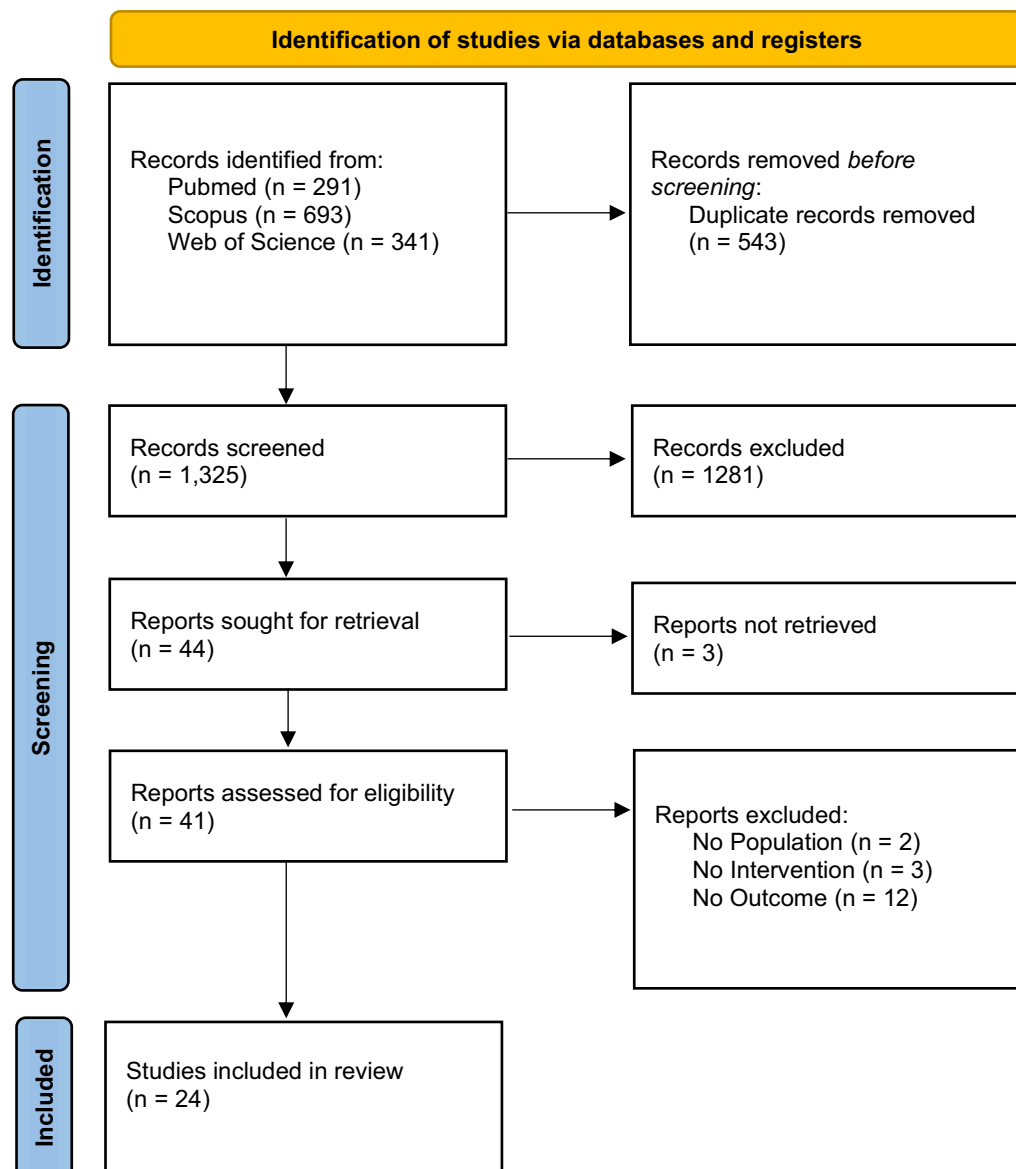 Identification of studies via databases and registers
Identification
Records identified from:
Pubmed (n = 291)
Scopus (n = 693)
Web of Science (n = 341)
Records removed before
screening:
Duplicate records removed
(n = 543)
Screening
Records screened
(n = 1,325)
Records excluded
(n = 1281)
Reports sought for retrieval
(n = 44)
Reports not retrieved
(n = 3)
Reports assessed for eligibility
(n = 41)
Reports excluded:
No Population (n = 2)
No Intervention (n = 3)
No Outcome (n = 12)
Included
Studies included in review
(n = 24)